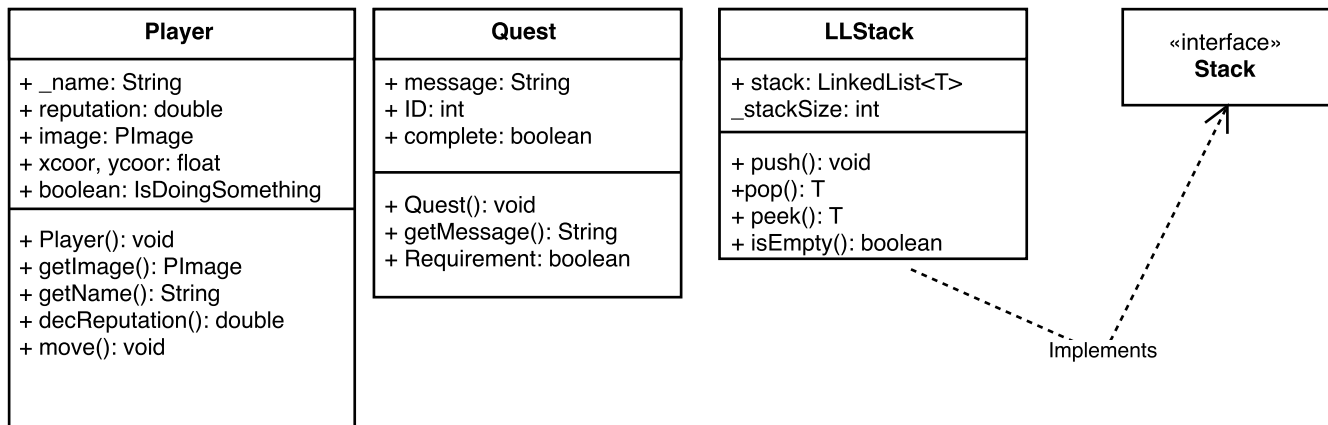 Player
+ _name: String
+ reputation: double
+ image: PImage
+ xcoor, ycoor: float
+ boolean: IsDoingSomething
+ Player(): void
+ getImage(): PImage
+ getName(): String
+ decReputation(): double
+ move(): void
Quest
+ message: String
+ ID: int
+ complete: boolean
+ Quest(): void
+ getMessage(): String
+ Requirement: boolean
LLStack
+ stack: LinkedList<T>
_stackSize: int
+ push(): void
+pop(): T
+ peek(): T
+ isEmpty(): boolean
«interface»
Stack
Implements